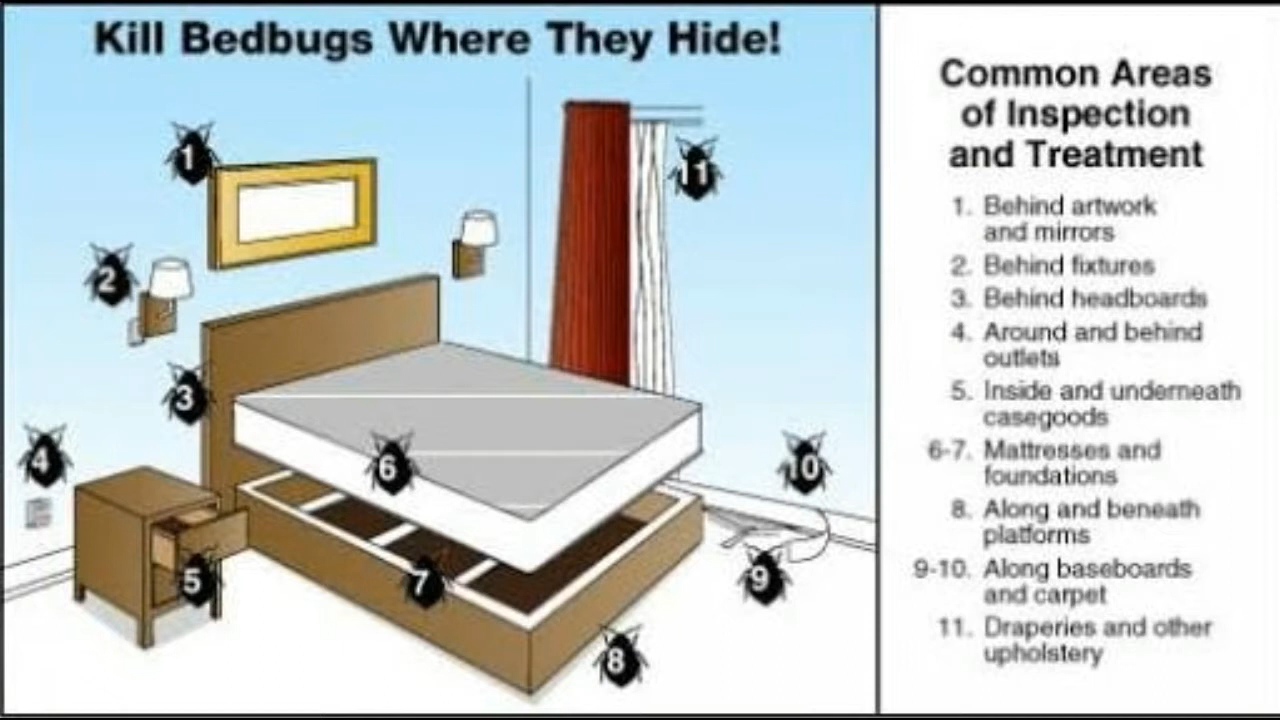 Kill Bedbugs Where They Hide!
1
2
3
4
5
6
7
8
9
10
11
Common Areas
of Inspection
and Treatment
1. Behind artwork
and mirrors
2. Behind fixtures
3. Behind headboards
4. Around and behind
outlets
5. Inside and underneath
casegoods
6-7. Mattresses and
foundations
8. Along and beneath
platforms
9-10. Along baseboards
and carpet
11. Draperies and other
upholstery